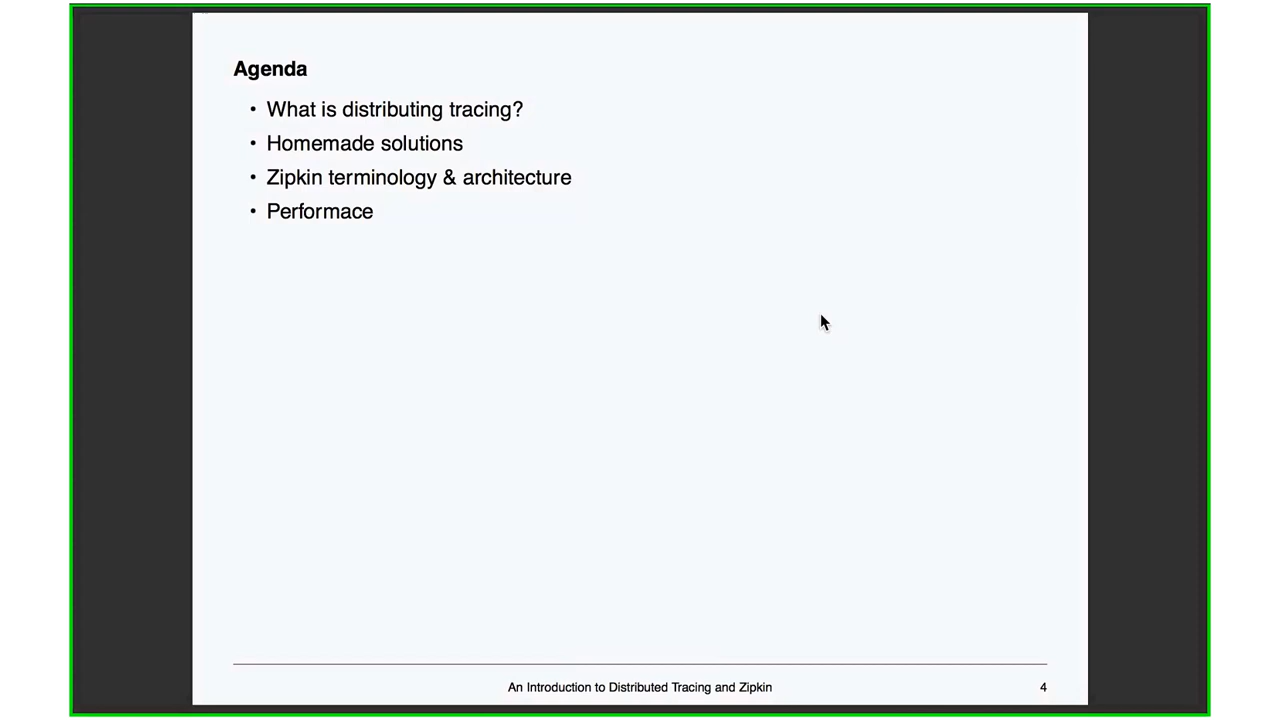 Agenda
• What is distributing tracing?
• Homemade solutions
• Zipkin terminology & architecture
• Performace
An Introduction to Distributed Tracing and Zipkin
4